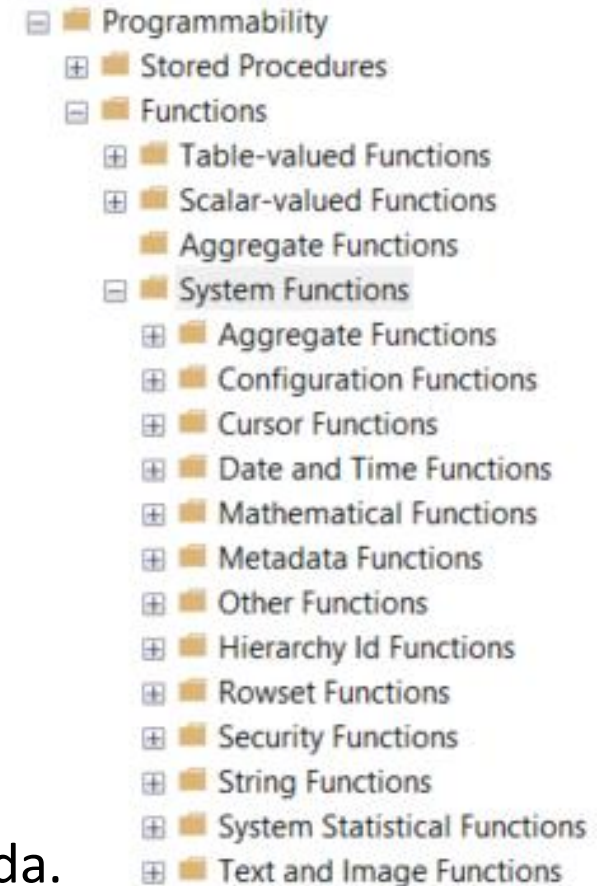 Programmability
Stored Procedures
Functions
Table-valued Functions
Scalar-valued Functions
Aggregate Functions
System Functions
Aggregate Functions
Configuration Functions
Cursor Functions
Date and Time Functions
Mathematical Functions
Metadata Functions
Other Functions
Hierarchy Id Functions
Rowset Functions
Security Functions
String Functions
System Statistical Functions
da.
Text and Image Functions